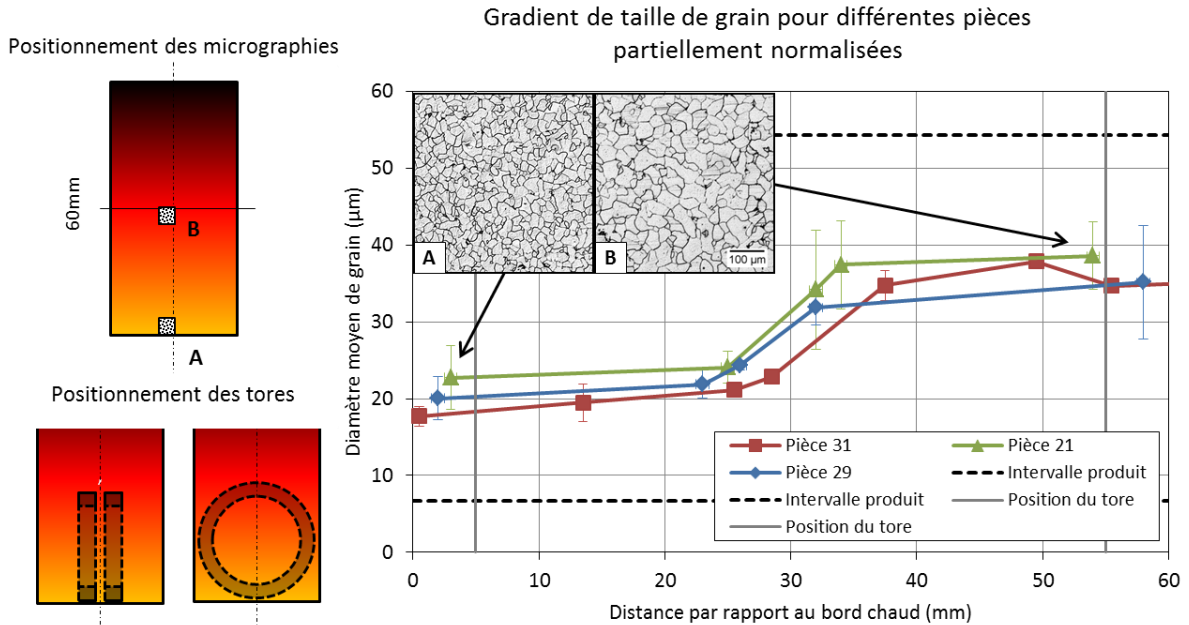 Positionnement des micrographies
60mm
B
A
Positionnement des tores
Gradient de taille de grain pour différentes pièces
partiellement normalisées
Diamètre moyen de grain (µm)
60
50
40
30
20
10
0
A
B
100 µm
Pièce 31
Pièce 21
Pièce 29
Intervalle produit
Intervalle produit
Position du tore
Position du tore
0
10
20
30
40
50
60
Distance par rapport au bord chaud (mm)